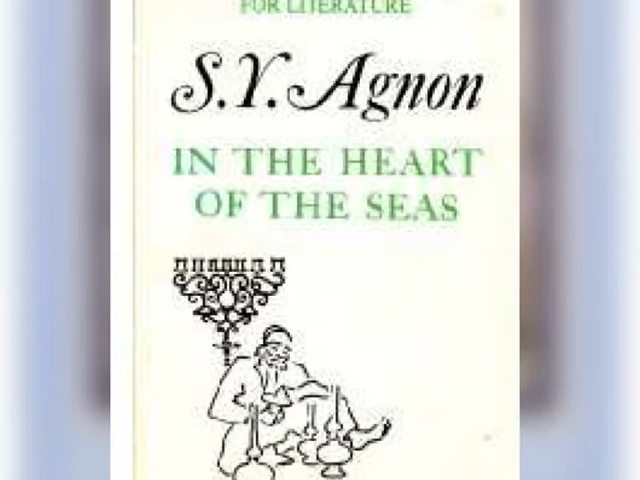 FOR LITERATURE
S.Y. Agnon
IN THE HEART
OF THE SEAS